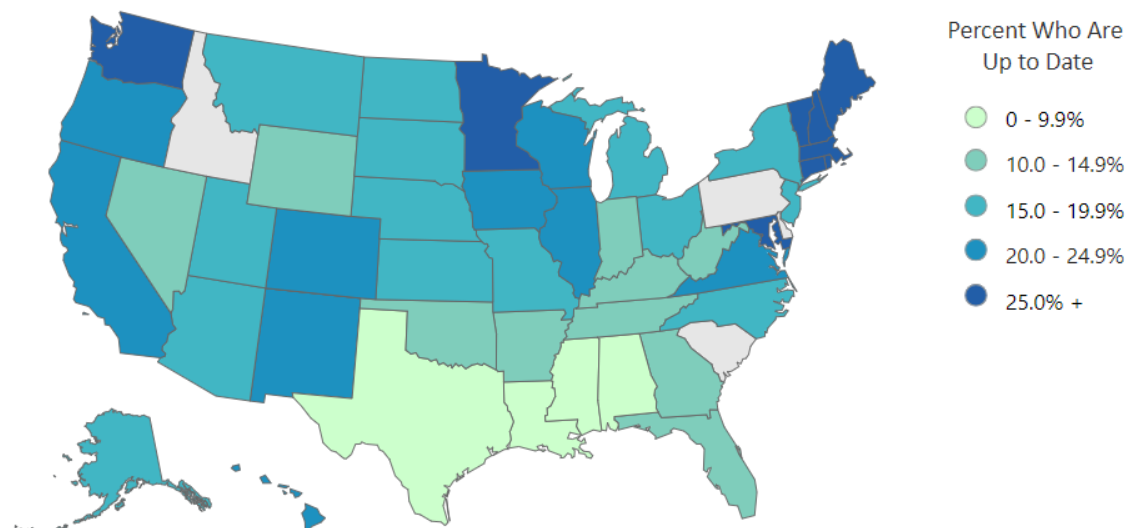 Percent Who Are
Up to Date
0 - 9.9%
10.0 - 14.9%
15.0 - 19.9%
20.0 - 24.9%
25.0% +